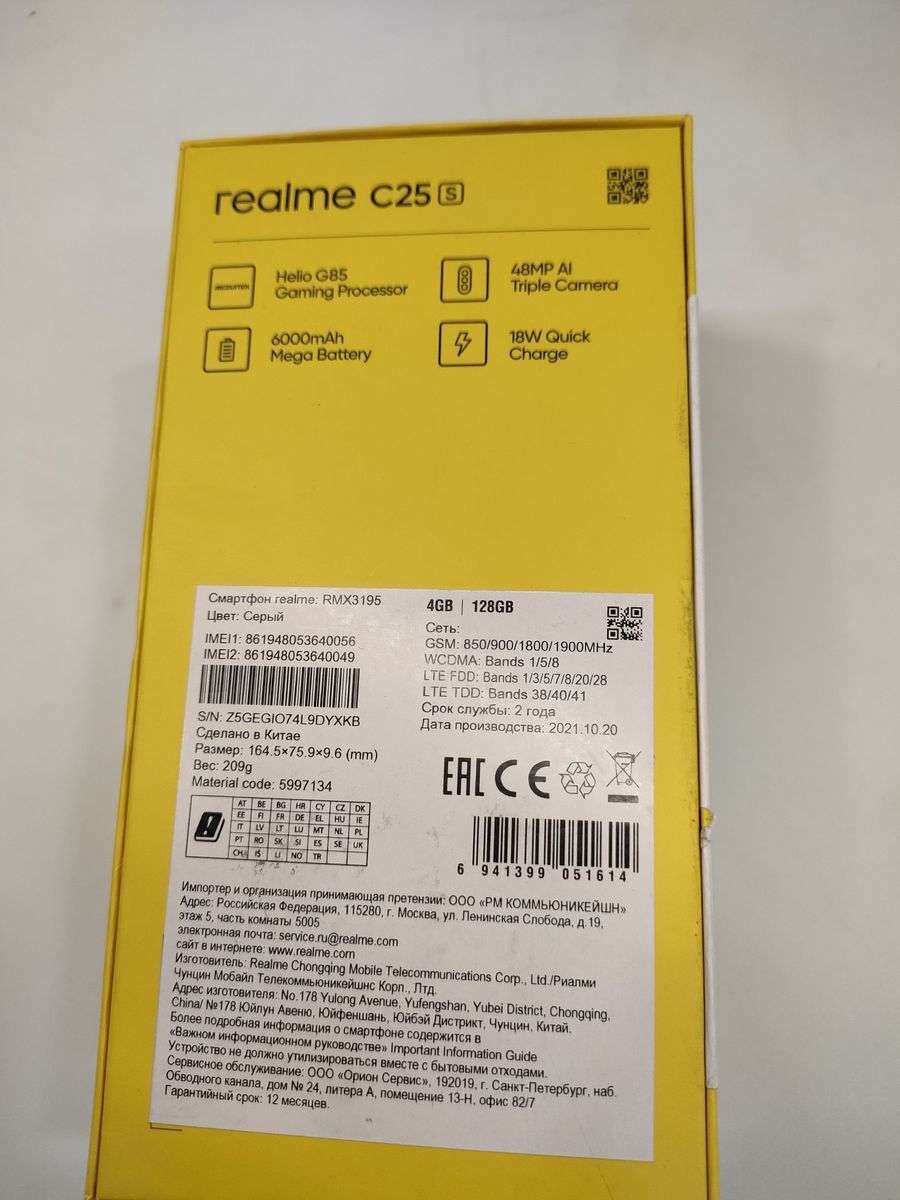 realme C25 S
MEDIATEK
Helio G85
Gaming Processor
48MP AI
Triple Camera
6000mAh
Mega Battery
18W Quick
Charge
Смартфон realme: RMX3195
Цвет: Серый
IMEI1: 861948053640056
IMEI2: 861948053640049
S/N: Z5GEGIO74L9DYXKB
Сделано в Китае
Размер: 164.5×75.9×9.6 (mm)
Вес: 209g
Material code: 5997134
4GB | 128GB
Сеть:
GSM: 850/900/1800/1900MHz
WCDMA: Bands 1/5/8
LTE FDD: Bands 1/3/5/7/8/20/28
LTE TDD: Bands 38/40/41
Срок службы: 2 года
Дата производства: 2021.10.20
EAC CE
AT BE BG HR CY CZ DK
EE FI FR DE EL HU IE
IT LV LT LU MT NL PL
PT RO SK SI ES SE UK
CH IS LI NO TR
6 941399 051614
Импортер и организация принимающая претензии: ООО «РМ КОММЬЮНИКЕЙШН»
Адрес: Российская Федерация, 115280, г. Москва, ул. Ленинская Слобода, д.19,
этаж 5, часть комнаты 5005
электронная почта: service.ru@realme.com
сайт в интернете: www.realme.com
Изготовитель: Realme Chongqing Mobile Telecommunications Corp., Ltd./Риалми
Чунцин Мобайл Телекоммьюникейшнс Корп., Лтд.
Адрес изготовителя: No.178 Yulong Avenue, Yufengshan, Yubei District, Chongqing,
China/ №178 Юйлун Авеню, Юйфеншань, Юйбэй Дистрикт, Чунцин, Китай.
Более подробная информация о смартфоне содержится в
«Важном информационном руководстве» Important Information Guide
Устройство не должно утилизироваться вместе с бытовыми отходами.
Сервисное обслуживание: ООО «Орион Сервис», 192019, г. Санкт-Петербург, наб.
Обводного канала, дом № 24, литера А, помещение 13-Н, офис 82/7
Гарантийный срок: 12 месяцев.